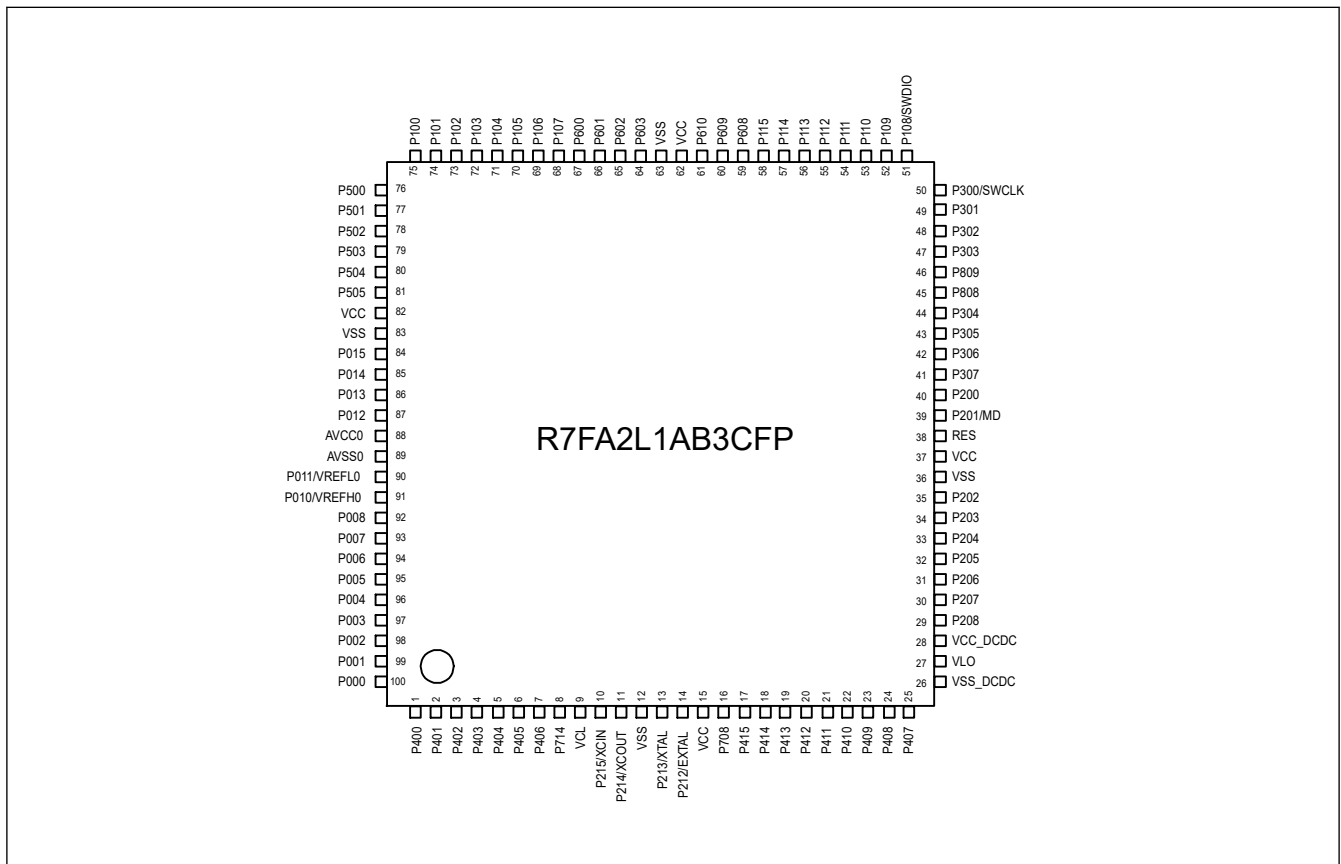 P100 P101 P102 P103 P104 P105 P106 P107 P600 P601 P602 P603 VSS VCC P610 P609 P608 P115 P114 P113 P112 P111 P110 P109 P108/SWDIO
75 74 73 72 71 70 69 68 67 66 65 64 63 62 61 60 59 58 57 56 55 54 53 52 51
P500 76
P501 77
P502 78
P503 79
P504 80
P505 81
VCC 82
VSS 83
P015 84
P014 85
P013 86
P012 87
AVCC0 88
AVSS0 89
P011/VREFL0 90
P010/VREFH0 91
P008 92
P007 93
P006 94
P005 95
P004 96
P003 97
P002 98
P001 99
P000 100
R7FA2L1AB3CFP
50 P300/SWCLK
49 P301
48 P302
47 P303
46 P809
45 P808
44 P304
43 P305
42 P306
41 P307
40 P200
39 P201/MD
38 RES
37 VCC
36 VSS
35 P202
34 P203
33 P204
32 P205
31 P206
30 P207
29 P208
28 VCC_DCDC
27 VLO
26 VSS_DCDC
1 2 3 4 5 6 7 8 9 10 11 12 13 14 15 16 17 18 19 20 21 22 23 24 25
P400 P401 P402 P403 P404 P405 P406 P714 VCL P215/XCIN P214/XCOUT VSS P213/XTAL P212/EXTAL VCC P708 P415 P414 P413 P412 P411 P410 P409 P408 P407